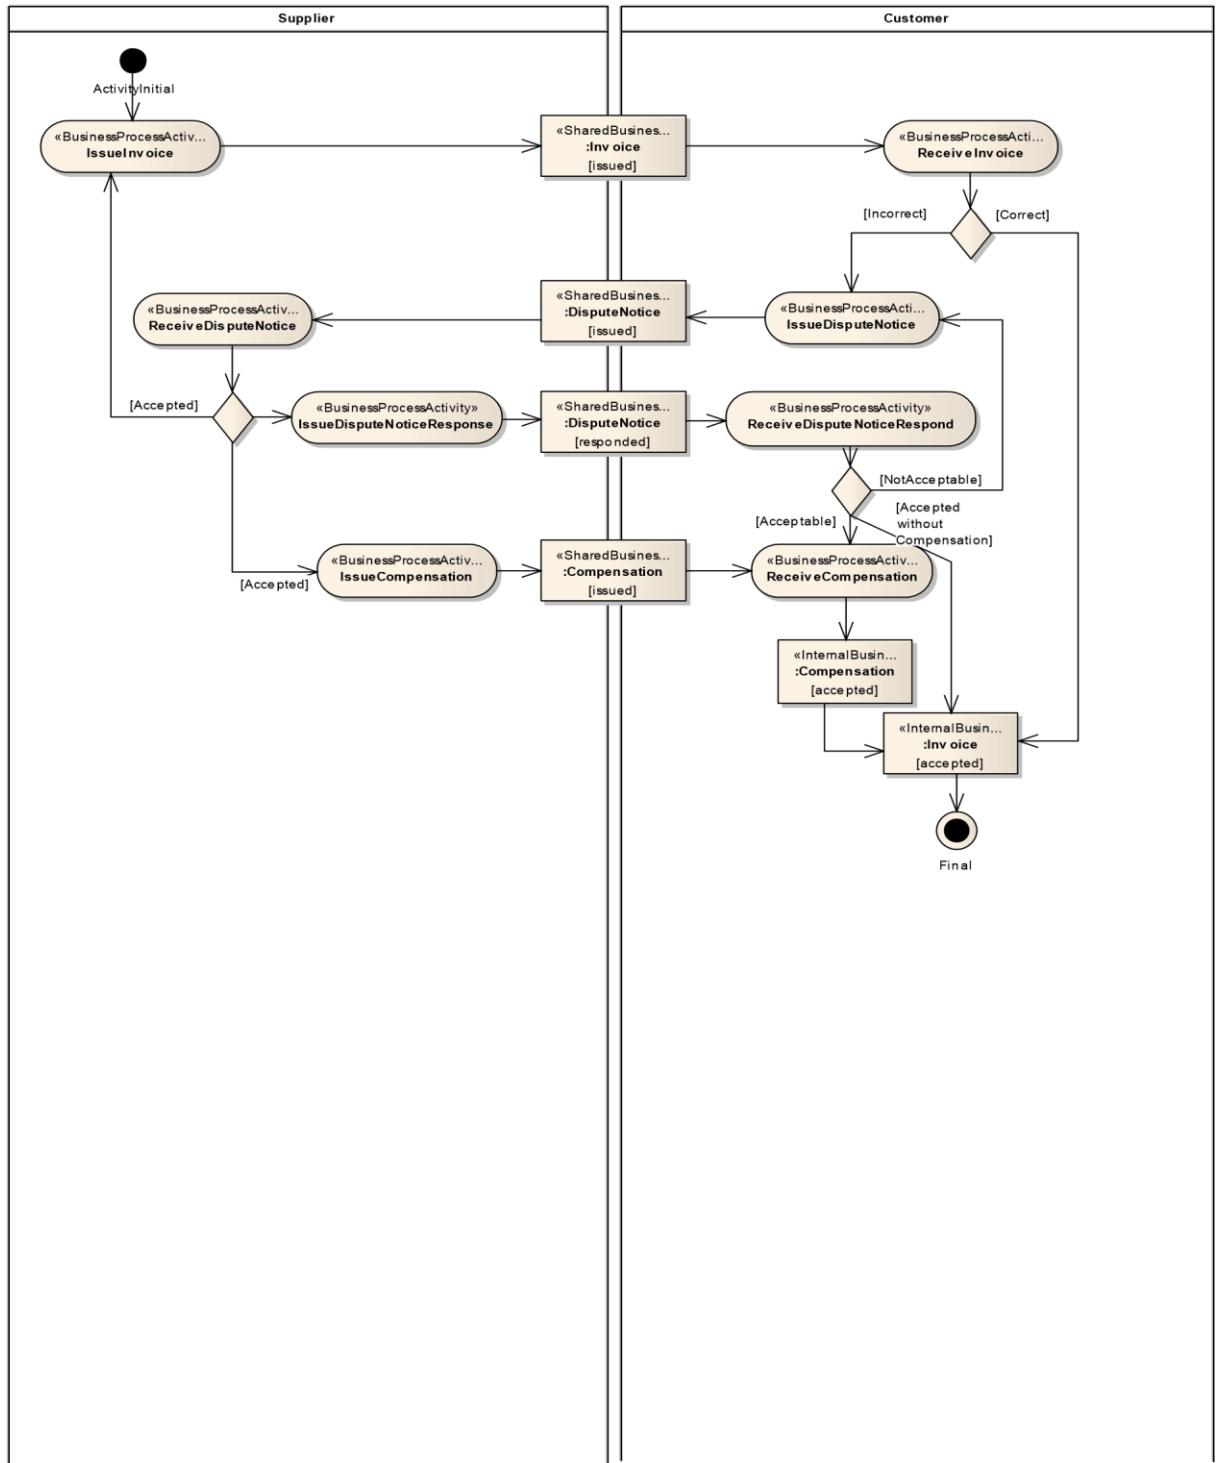 Supplier
Customer
ActivityInitial
«BusinessProcessActiv...
IssueInvoice
«SharedBusines...
:Invoice
[issued]
«BusinessProcessActi...
ReceiveInvoice
[Incorrect]
[Correct]
«BusinessProcessActiv...
ReceiveDisputeNotice
«SharedBusines...
:DisputeNotice
[issued]
«BusinessProcessActi...
IssueDisputeNotice
[Accepted]
«BusinessProcessActivity»
IssueDisputeNoticeResponse
«SharedBusines...
:DisputeNotice
[responded]
«BusinessProcessActivity»
ReceiveDisputeNoticeRespond
[NotAcceptable]
[Acceptable]
[Accepted
without
Compensation]
[Accepted]
«BusinessProcessActiv...
IssueCompensation
«SharedBusines...
:Compensation
[issued]
«BusinessProcessActiv...
ReceiveCompensation
«InternalBusin...
:Compensation
[accepted]
«InternalBusin...
:Invoice
[accepted]
Final